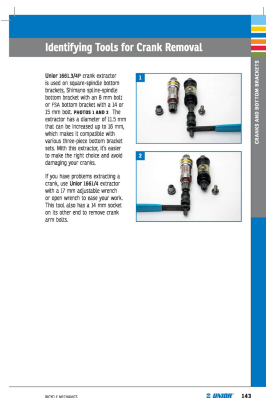 Identifying Tools for Crank Removal
Unior 1661.3/4P crank extractor
is used on square-spindle bottom
brackets, Shimano spline-spindle
bottom bracket with an 8 mm bolt
or FSA bottom bracket with a 14 or
15 mm bolt. PHOTOS 1 AND 2 The
extractor has a diameter of 11.5 mm
that can be increased up to 16 mm,
which makes it compatible with
various three-piece bottom bracket
sets. With this extractor, it's easier
to make the right choice and avoid
damaging your cranks.
If you have problems extracting a
crank, use Unior 1661/4 extractor
with a 17 mm adjustable wrench
or open wrench to ease your work.
This tool also has a 14 mm socket
on its other end to remove crank
arm bolts.
1
2
CRANKS AND BOTTOM BRACKETS
BICYCLE MECHANICS
UNIOR
143